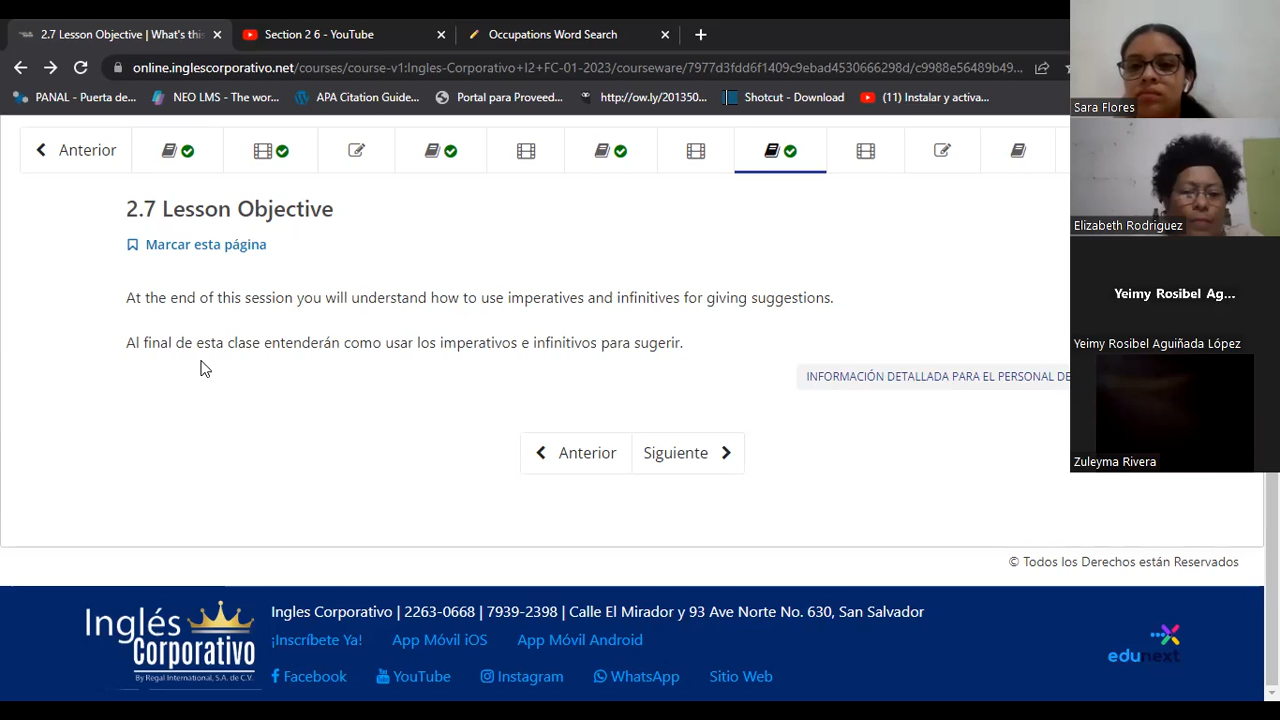 2.7 Lesson Objective | What's this
Section 2 6 - YouTube
Occupations Word Search
online.inglescorporativo.net/courses/course-v1:Ingles-Corporativo+I2+FC-01-2023/courseware/7977d3fdd6f1409c9ebad4530666298d/c9988e56489b49...
PANAL - Puerta de...
NEO LMS - The wor...
APA Citation Guide...
Portal para Proveed...
http://ow.ly/201350...
Shotcut - Download
(11) Instalar y activa...
Sara Flores
Elizabeth Rodriguez
Yeimy Rosibel Ag...
Yeimy Rosibel Aguiñada López
Zuleyma Rivera
Anterior
2.7 Lesson Objective
Marcar esta página
At the end of this session you will understand how to use imperatives and infinitives for giving suggestions.
Al final de esta clase entenderán como usar los imperativos e infinitivos para sugerir.
INFORMACIÓN DETALLADA PARA EL PERSONAL DE
Anterior
Siguiente
© Todos los Derechos están Reservados
Inglés
Corporativo
By Regal International, S.A. de C.V.
Ingles Corporativo | 2263-0668 | 7939-2398 | Calle El Mirador y 93 Ave Norte No. 630, San Salvador
¡Inscríbete Ya! App Móvil iOS App Móvil Android
Facebook YouTube Instagram WhatsApp Sitio Web
edunext